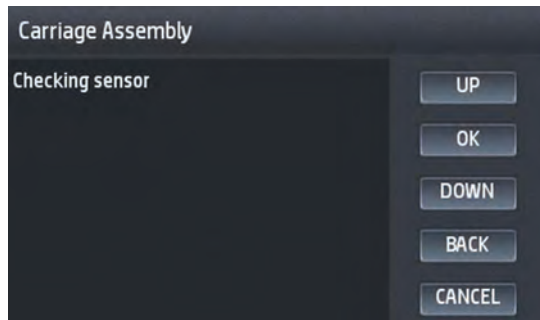 Carriage Assembly
Checking sensor
UP
OK
DOWN
BACK
CANCEL